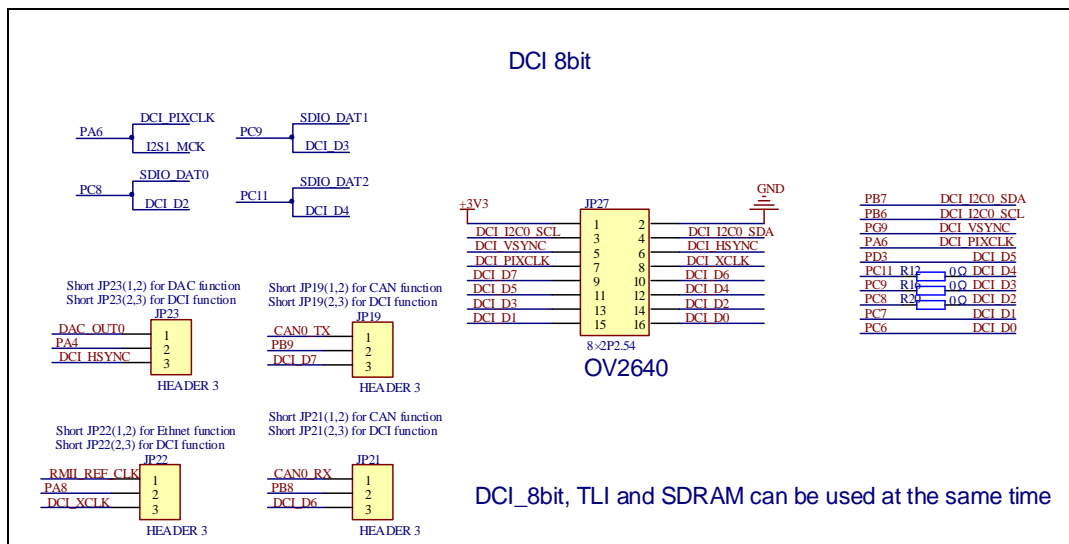 DCI 8bit
PA6
DCI_PIXCLK
I2S1_MCK
PC9
SDIO_DAT1
DCI_D3
PC8
SDIO_DAT0
DCI_D2
PC11
SDIO_DAT2
DCI_D4
Short JP23(1,2) for DAC function
Short JP23(2,3) for DCI function
JP23
DAC_OUT0 1
PA4 2
DCI_HSYNC 3
HEADER 3
Short JP19(1,2) for CAN function
Short JP19(2,3) for DCI function
JP19
CAN0_TX 1
PB9 2
DCI_D7 3
HEADER 3
Short JP22(1,2) for Ethnet function
Short JP22(2,3) for DCI function
JP22
RMII_REF_CLK 1
PA8 2
DCI_XCLK 3
HEADER 3
Short JP21(1,2) for CAN function
Short JP21(2,3) for DCI function
JP21
CAN0_RX 1
PB8 2
DCI_D6 3
HEADER 3
+3V3 JP27 GND
1 2
DCI_I2C0_SCL 3 4 DCI_I2C0_SDA
DCI_VSYNC 5 6 DCI_HSYNC
DCI_PIXCLK 7 8 DCI_XCLK
DCI_D7 9 10 DCI_D6
DCI_D5 11 12 DCI_D4
DCI_D3 13 14 DCI_D2
DCI_D1 15 16 DCI_D0
8×2P2.54
OV2640
PB7 DCI_I2C0_SDA
PB6 DCI_I2C0_SCL
PG9 DCI_VSYNC
PA6 DCI_PIXCLK
PD3 DCI_D5
PC11 R12 0Ω DCI_D4
PC9 R16 0Ω DCI_D3
PC8 R20 0Ω DCI_D2
PC7 DCI_D1
PC6 DCI_D0
DCI_8bit, TLI and SDRAM can be used at the same time